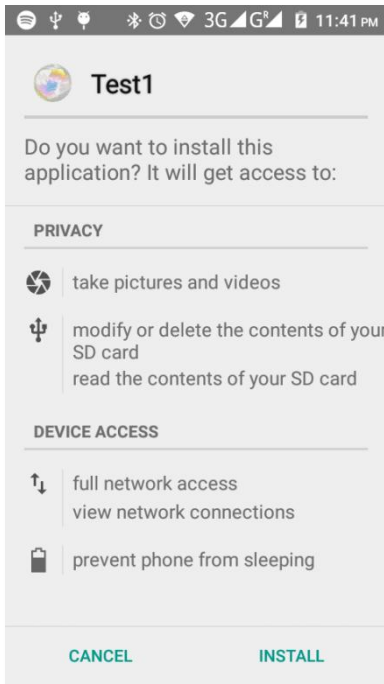 3G G R 11:41 PM
Test1
Do you want to install this
application? It will get access to:
PRIVACY
take pictures and videos
modify or delete the contents of your
SD card
read the contents of your SD card
DEVICE ACCESS
full network access
view network connections
prevent phone from sleeping
CANCEL INSTALL